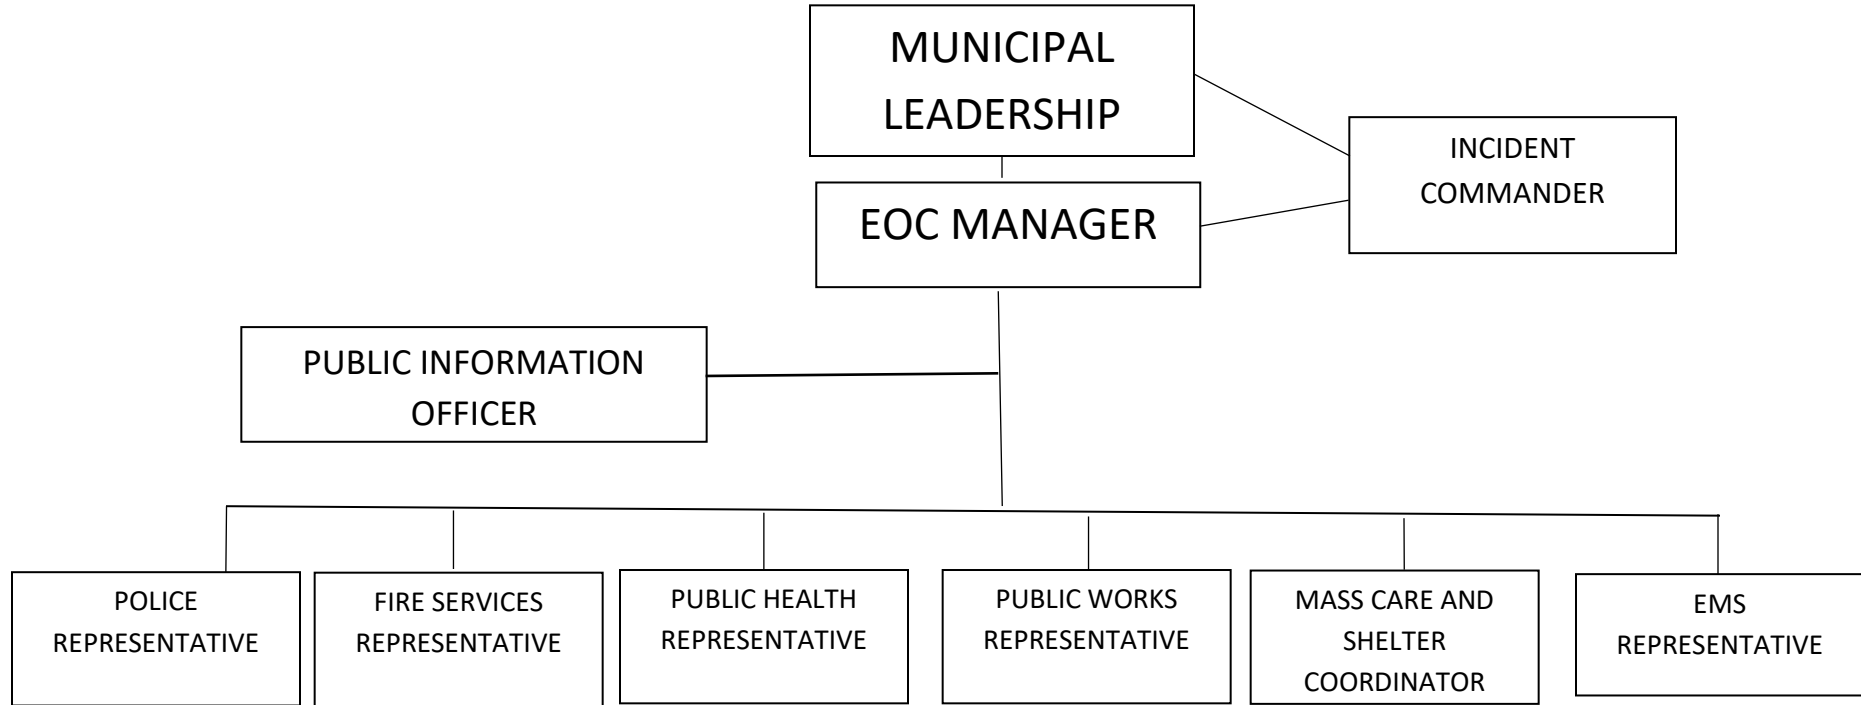 MUNICIPAL
LEADERSHIP
INCIDENT
COMMANDER
EOC MANAGER
PUBLIC INFORMATION
OFFICER
POLICE
REPRESENTATIVE
FIRE SERVICES
REPRESENTATIVE
PUBLIC HEALTH
REPRESENTATIVE
PUBLIC WORKS
REPRESENTATIVE
MASS CARE AND
SHELTER
COORDINATOR
EMS
REPRESENTATIVE